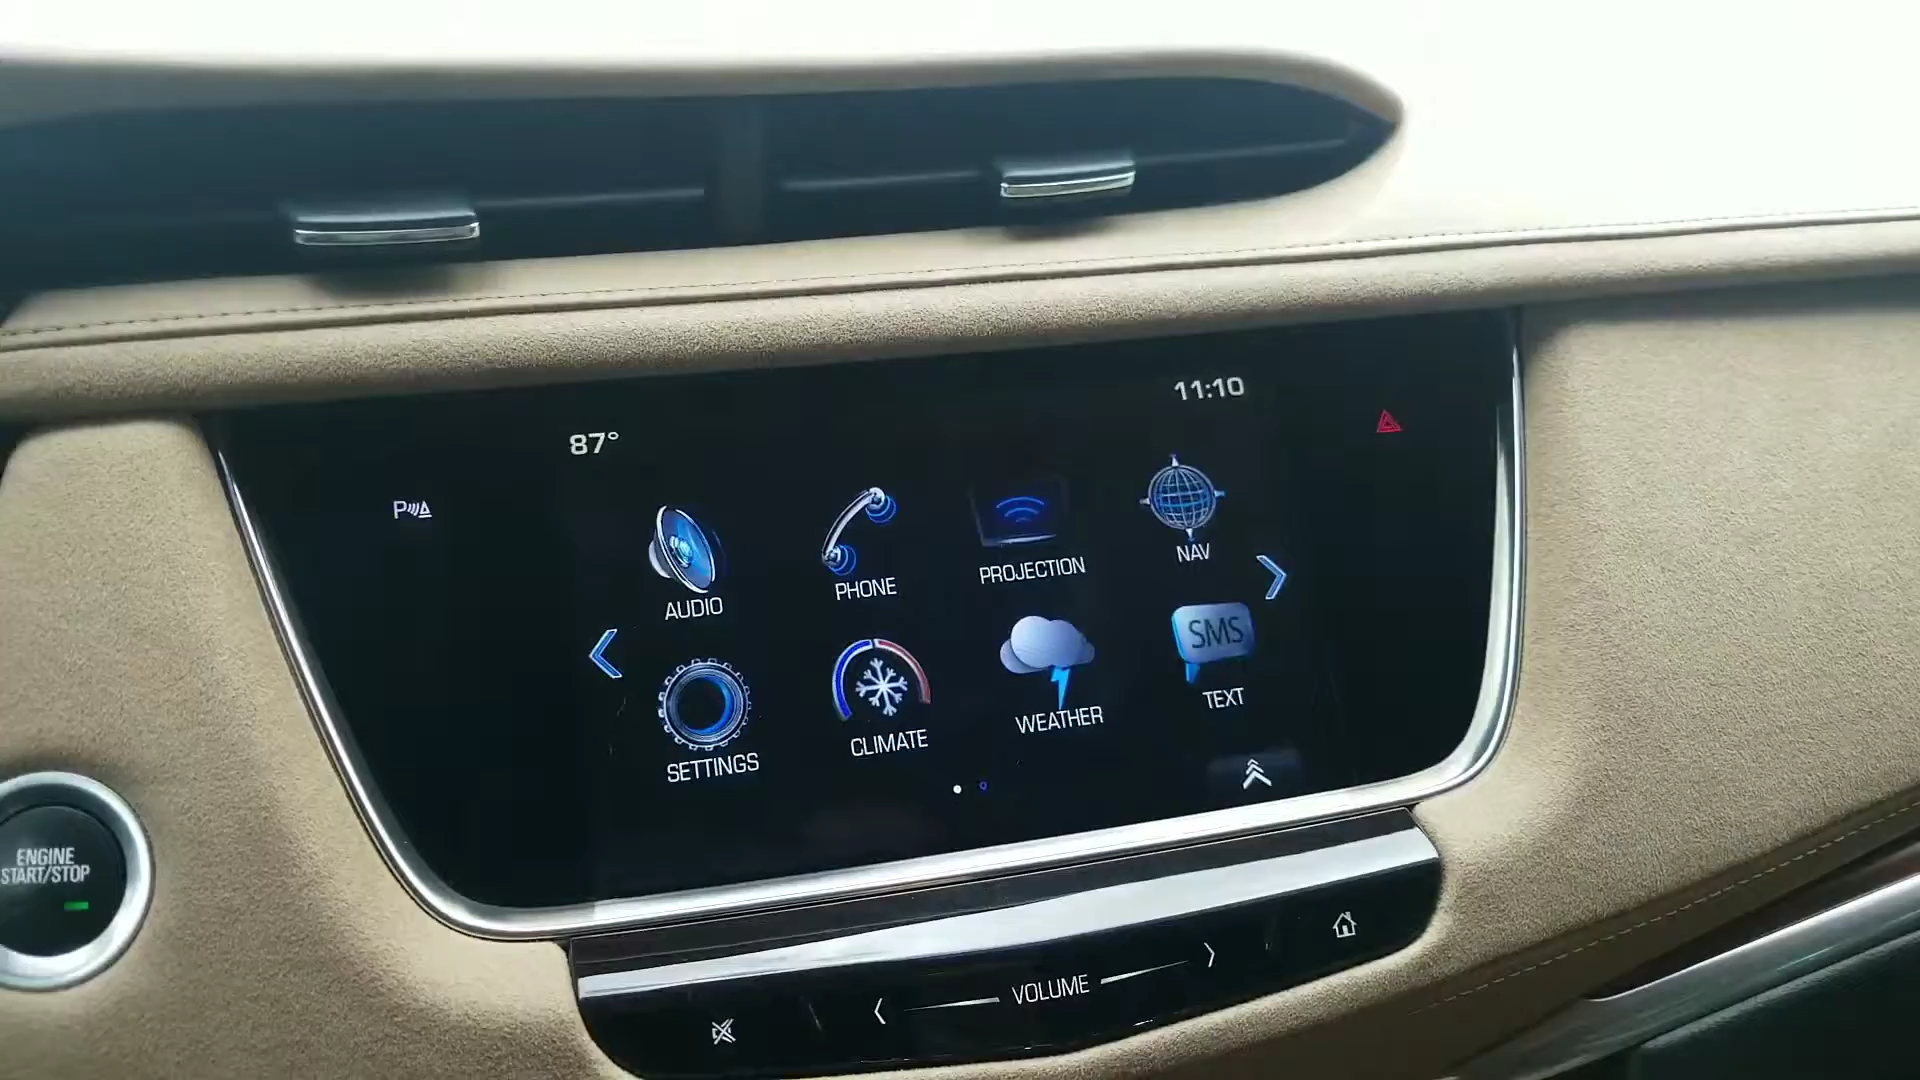 11:10
87°
P
AUDIO
PHONE
PROJECTION
NAV
SMS
SETTINGS
CLIMATE
WEATHER
TEXT
ENGINE
START/STOP
VOLUME